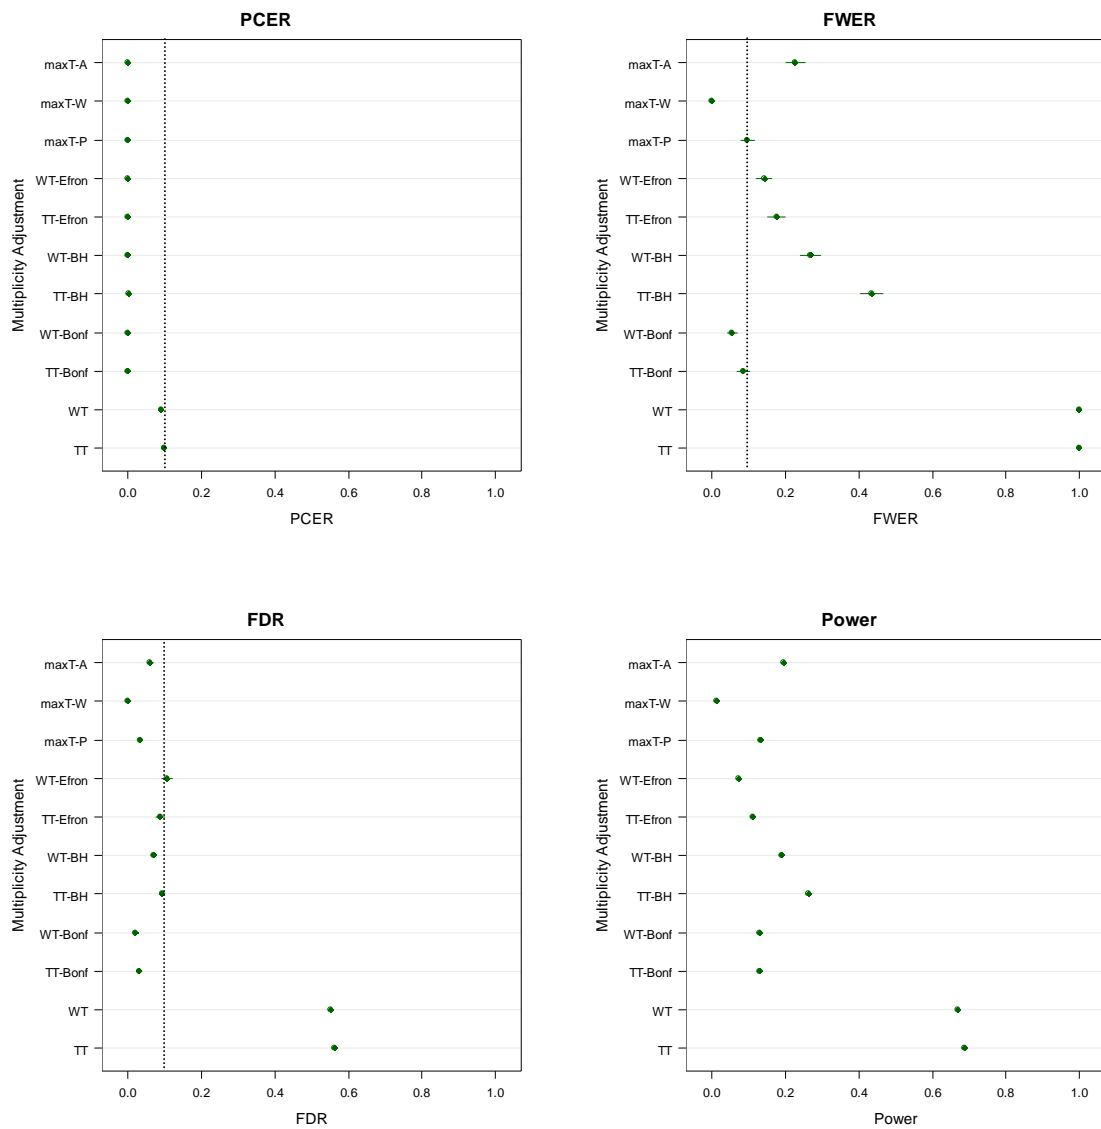 PCER
maxT-A
maxT-W
maxT-P
WT-Efron
TT-Efron
WT-BH
TT-BH
WT-Bonf
TT-Bonf
WT
TT
Multiplicity Adjustment
0.0 0.2 0.4 0.6 0.8 1.0
PCER
FWER
maxT-A
maxT-W
maxT-P
WT-Efron
TT-Efron
WT-BH
TT-BH
WT-Bonf
TT-Bonf
WT
TT
Multiplicity Adjustment
0.0 0.2 0.4 0.6 0.8 1.0
FWER
FDR
maxT-A
maxT-W
maxT-P
WT-Efron
TT-Efron
WT-BH
TT-BH
WT-Bonf
TT-Bonf
WT
TT
Multiplicity Adjustment
0.0 0.2 0.4 0.6 0.8 1.0
FDR
Power
maxT-A
maxT-W
maxT-P
WT-Efron
TT-Efron
WT-BH
TT-BH
WT-Bonf
TT-Bonf
WT
TT
Multiplicity Adjustment
0.0 0.2 0.4 0.6 0.8 1.0
Power